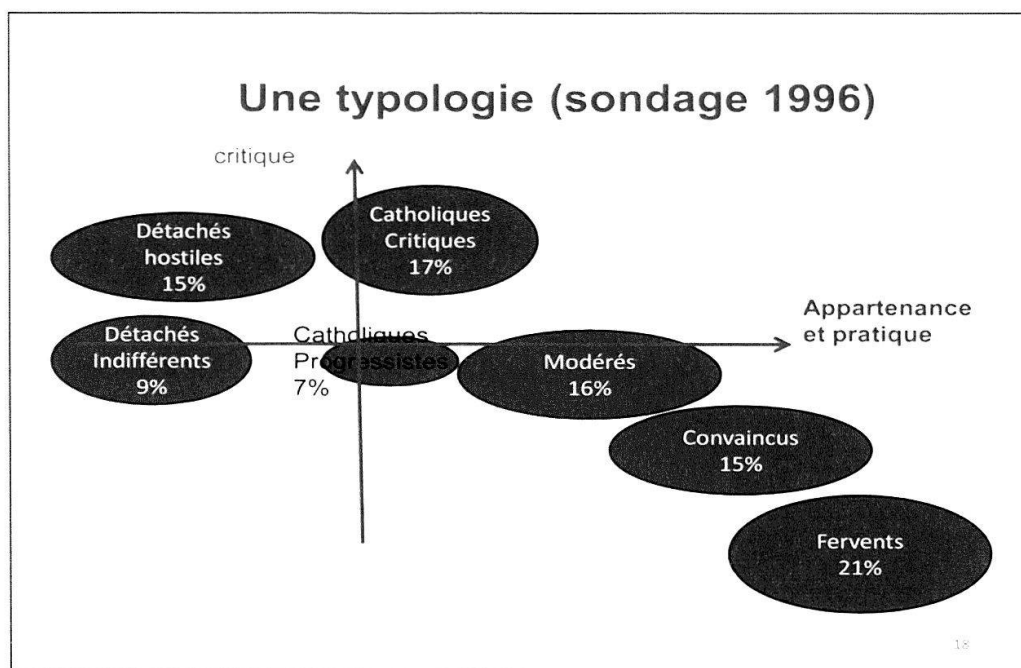 Une typologie (sondage 1996)
critique
Détachés
hostiles
15%
Catholiques
Critiques
17%
Appartenance
et pratique
Détachés
Indifférents
9%
Catholiques
Progressistes
7%
Modérés
16%
Convaincus
15%
Fervents
21%
18